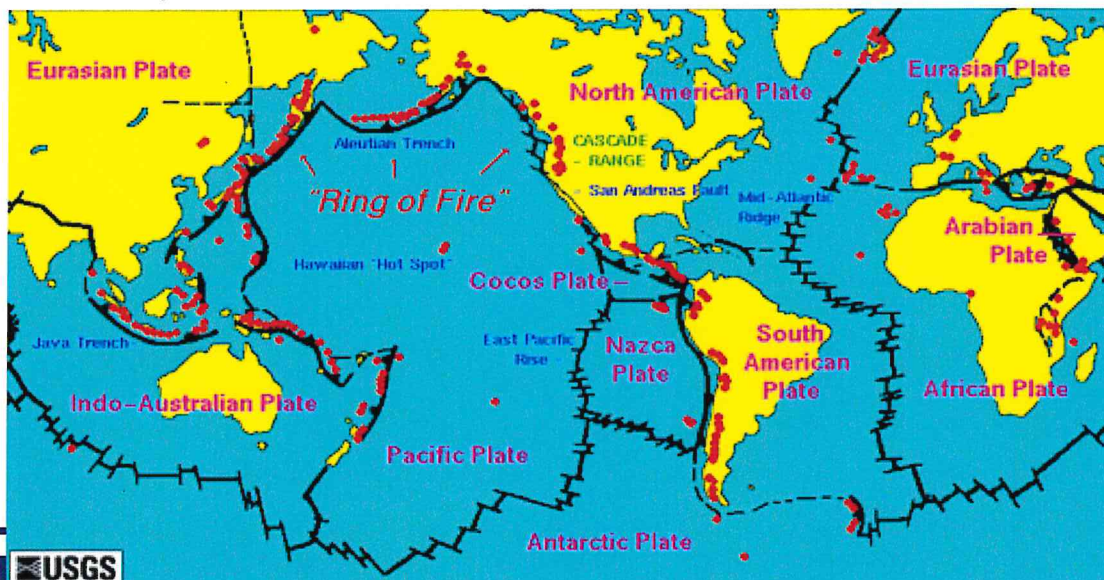 Eurasian Plate
North American Plate
Eurasian Plate
Aleutian Trench
CASCADE
- RANGE
"Ring of Fire"
- San Andreas Fault
Mid-Atlantic
Ridge
Arabian
Plate
Hawaiian "Hot Spot"
Cocos Plate
Java Trench
East Pacific
Rise
Nazca
Plate
South
American
Plate
Indo-Australian Plate
African Plate
Pacific Plate
Antarctic Plate
USGS